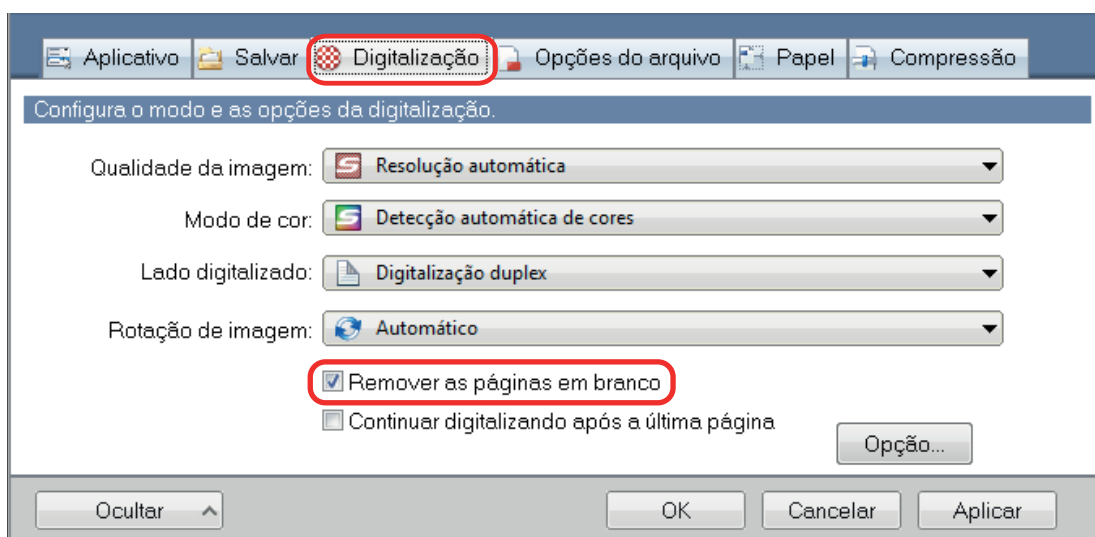 Aplicativo Salvar Digitalização Opções do arquivo Papel Compressão
Configura o modo e as opções da digitalização.
Qualidade da imagem: Resolução automática
Modo de cor: Detecção automática de cores
Lado digitalizado: Digitalização duplex
Rotação de imagem: Automático
Remover as páginas em branco
Continuar digitalizando após a última página
Opção...
Ocultar OK Cancelar Aplicar